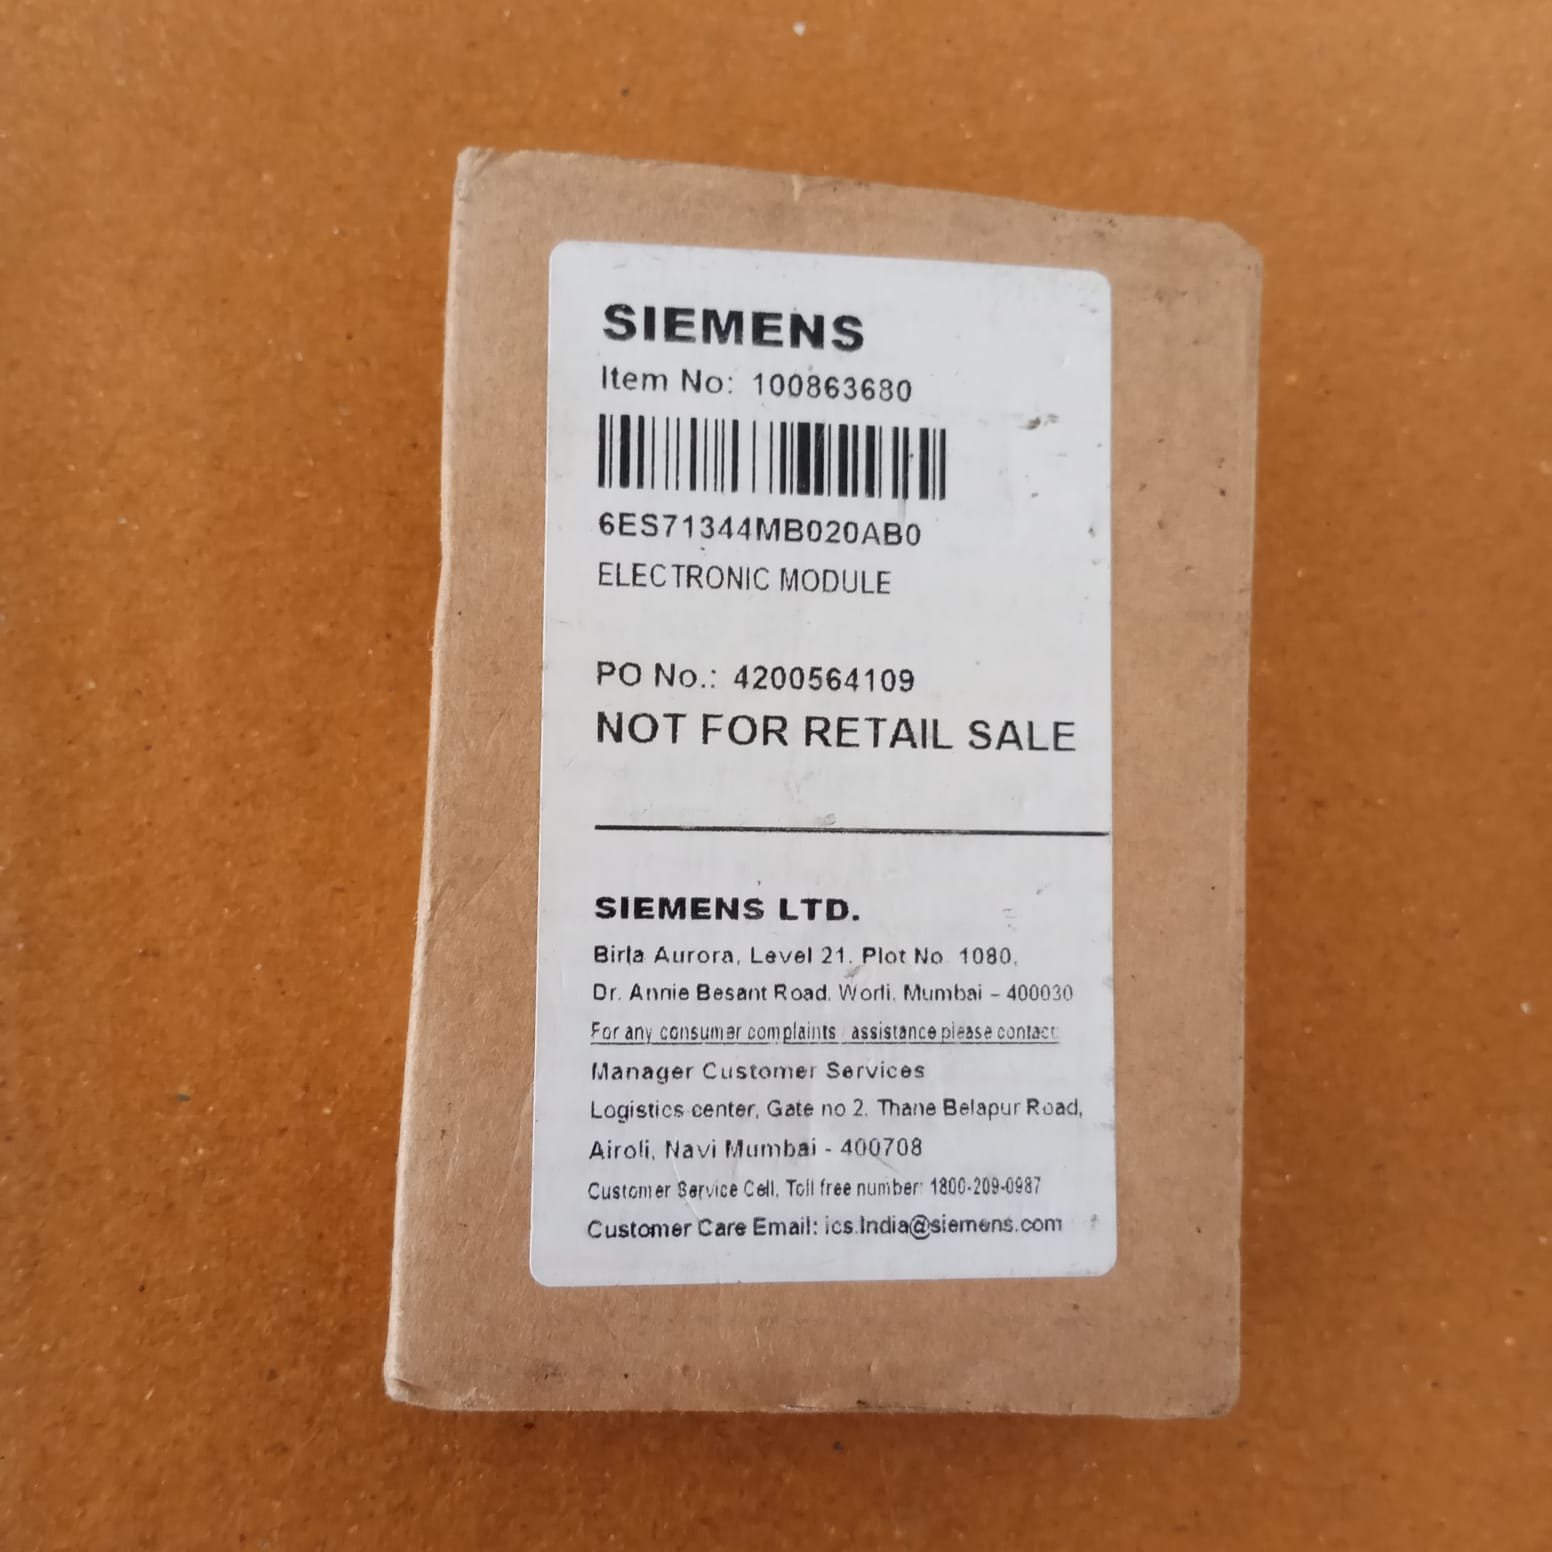 SIEMENS
Item No: 100863680
6ES71344MB020AB0
ELECTRONIC MODULE
PO No.: 4200564109
NOT FOR RETAIL SALE
SIEMENS LTD.
Birla Aurora, Level 21. Plot No 1080,
Dr. Annie Besant Road, Worli, Mumbai - 400030
For any consumer complaints / assistance please contact:
Manager Customer Services
Logistics center, Gate no 2, Thane Belapur Road,
Airoli, Navi Mumbai - 400708
Customer Service Cell, Toll free number: 1800-209-0987
Customer Care Email: ics.India@siemens.com